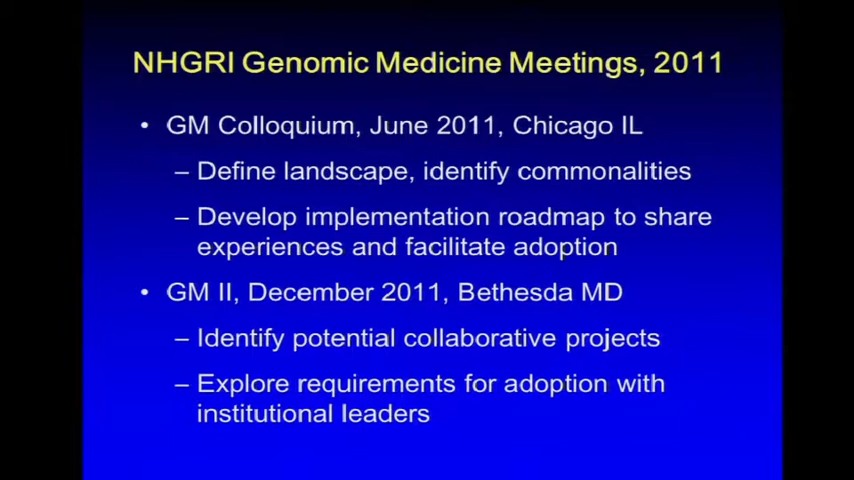 NHGRI Genomic Medicine Meetings, 2011
• GM Colloquium, June 2011, Chicago IL
– Define landscape, identify commonalities
– Develop implementation roadmap to share
experiences and facilitate adoption
• GM II, December 2011, Bethesda MD
– Identify potential collaborative projects
– Explore requirements for adoption with
institutional leaders